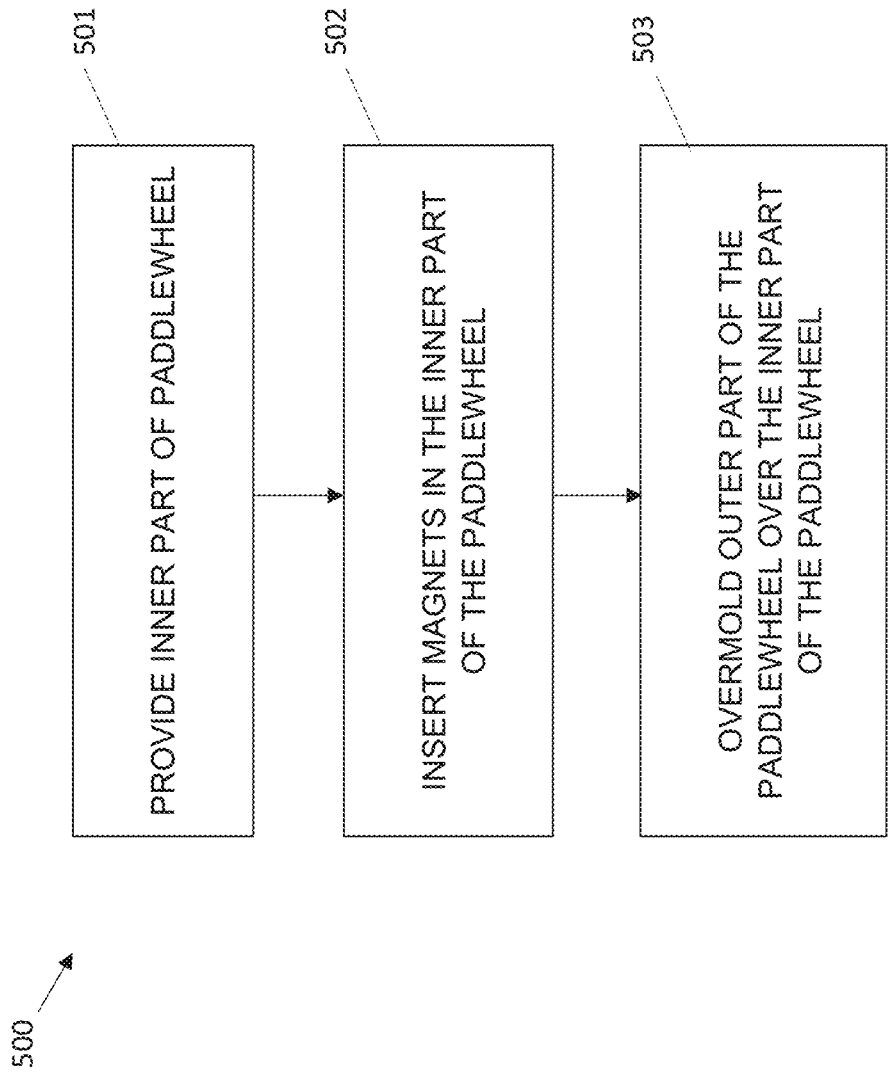 500
501
PROVIDE INNER PART OF PADDLEWHEEL
502
INSERT MAGNETS IN THE INNER PART
OF THE PADDLEWHEEL
503
OVERMOLD OUTER PART OF THE
PADDLEWHEEL OVER THE INNER PART
OF THE PADDLEWHEEL